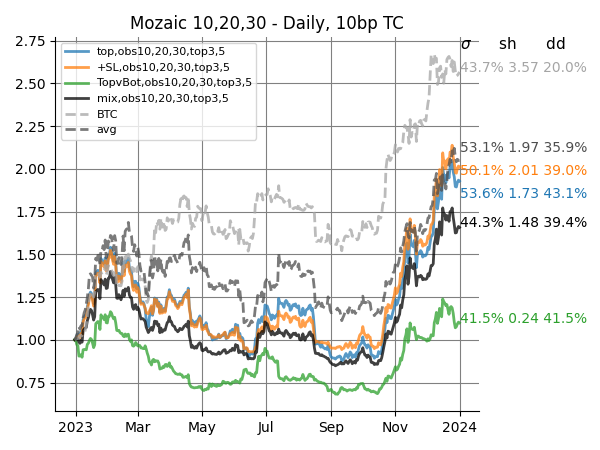 Mozaic 10,20,30 - Daily, 10bp TC
σ sh dd
top,obs10,20,30,top3,5
+SL,obs10,20,30,top3,5
TopvBot,obs10,20,30,top3,5
mix,obs10,20,30,top3,5
BTC
avg
43.7% 3.57 20.0%
53.1% 1.97 35.9%
50.1% 2.01 39.0%
53.6% 1.73 43.1%
44.3% 1.48 39.4%
41.5% 0.24 41.5%
2.75
2.50
2.25
2.00
1.75
1.50
1.25
1.00
0.75
2023 Mar May Jul Sep Nov 2024